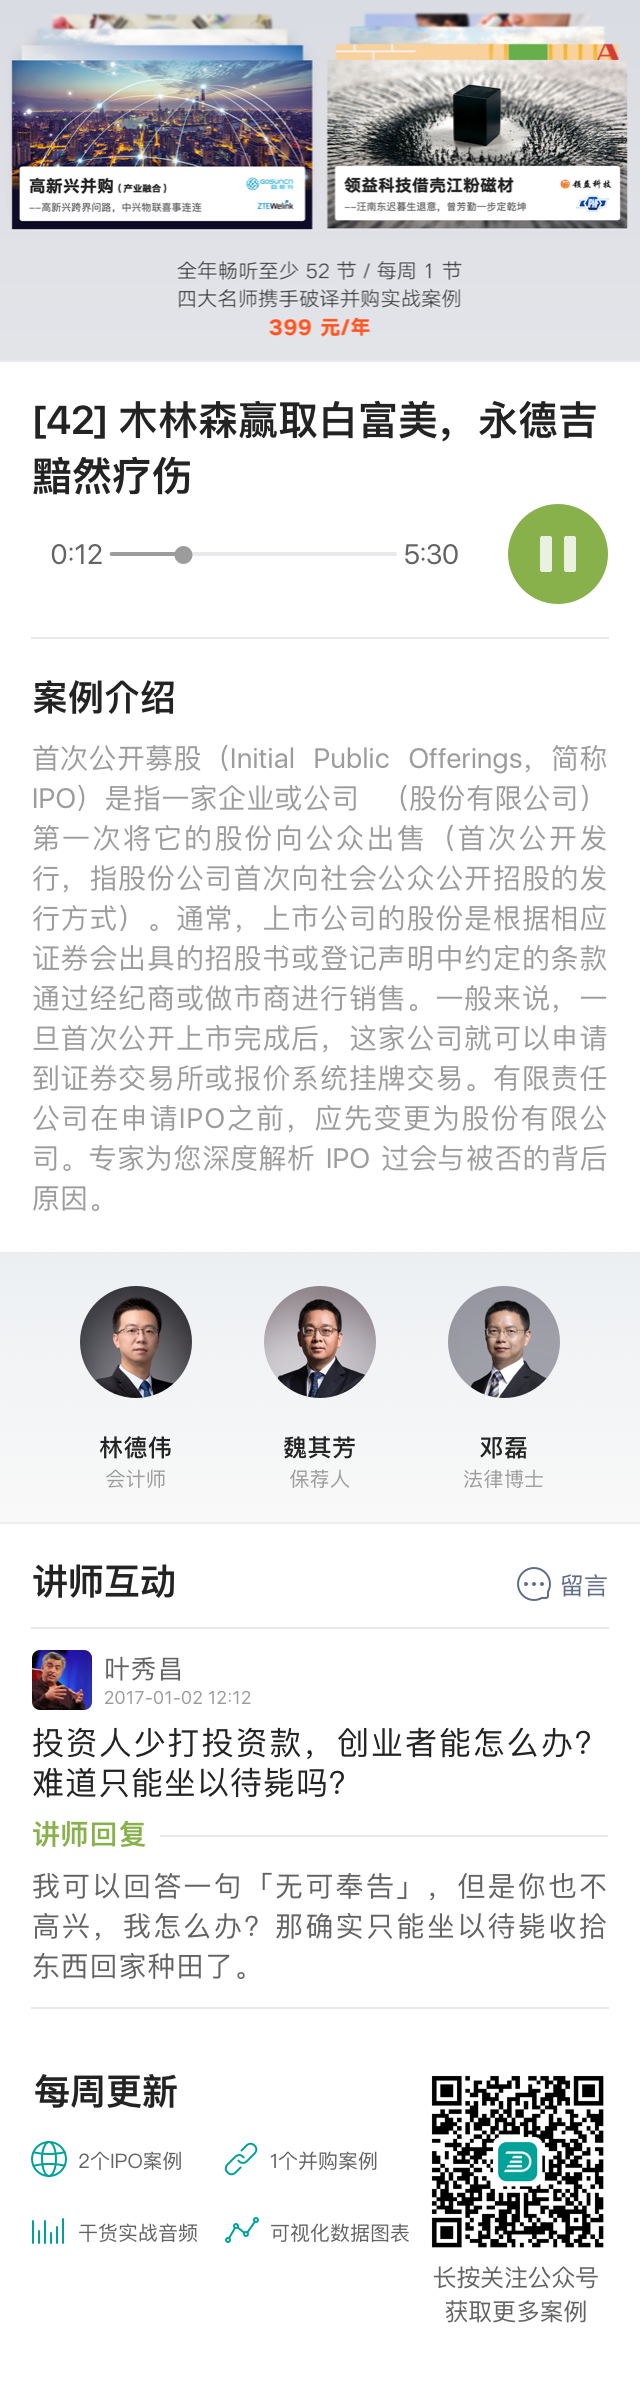 高新兴并购（产业融合）
GOSUNCN
高新兴
--高新兴跨界问路，中兴物联喜事连连
ZTEWelink
A
领益科技借壳江粉磁材
领益科技
--汪南东迟暮生退意，曾芳勤一步定乾坤
全年畅听至少 52 节 / 每周 1 节
四大名师携手破译并购实战案例
399 元/年
[42] 木林森赢取白富美，永德吉
黯然疗伤
0:12
5:30
案例介绍
首次公开募股（Initial Public Offerings，简称
IPO）是指一家企业或公司 （股份有限公司）
第一次将它的股份向公众出售（首次公开发
行，指股份公司首次向社会公众公开招股的发
行方式）。通常，上市公司的股份是根据相应
证券会出具的招股书或登记声明中约定的条款
通过经纪商或做市商进行销售。一般来说，一
旦首次公开上市完成后，这家公司就可以申请
到证券交易所或报价系统挂牌交易。有限责任
公司在申请IPO之前，应先变更为股份有限公
司。专家为您深度解析 IPO 过会与被否的背后
原因。
林德伟
会计师
魏其芳
保荐人
邓磊
法律博士
讲师互动
留言
叶秀昌
2017-01-02 12:12
投资人少打投资款，创业者能怎么办？
难道只能坐以待毙吗？
讲师回复
我可以回答一句「无可奉告」，但是你也不
高兴，我怎么办？那确实只能坐以待毙收拾
东西回家种田了。
每周更新
2个IPO案例
1个并购案例
干货实战音频
可视化数据图表
长按关注公众号
获取更多案例